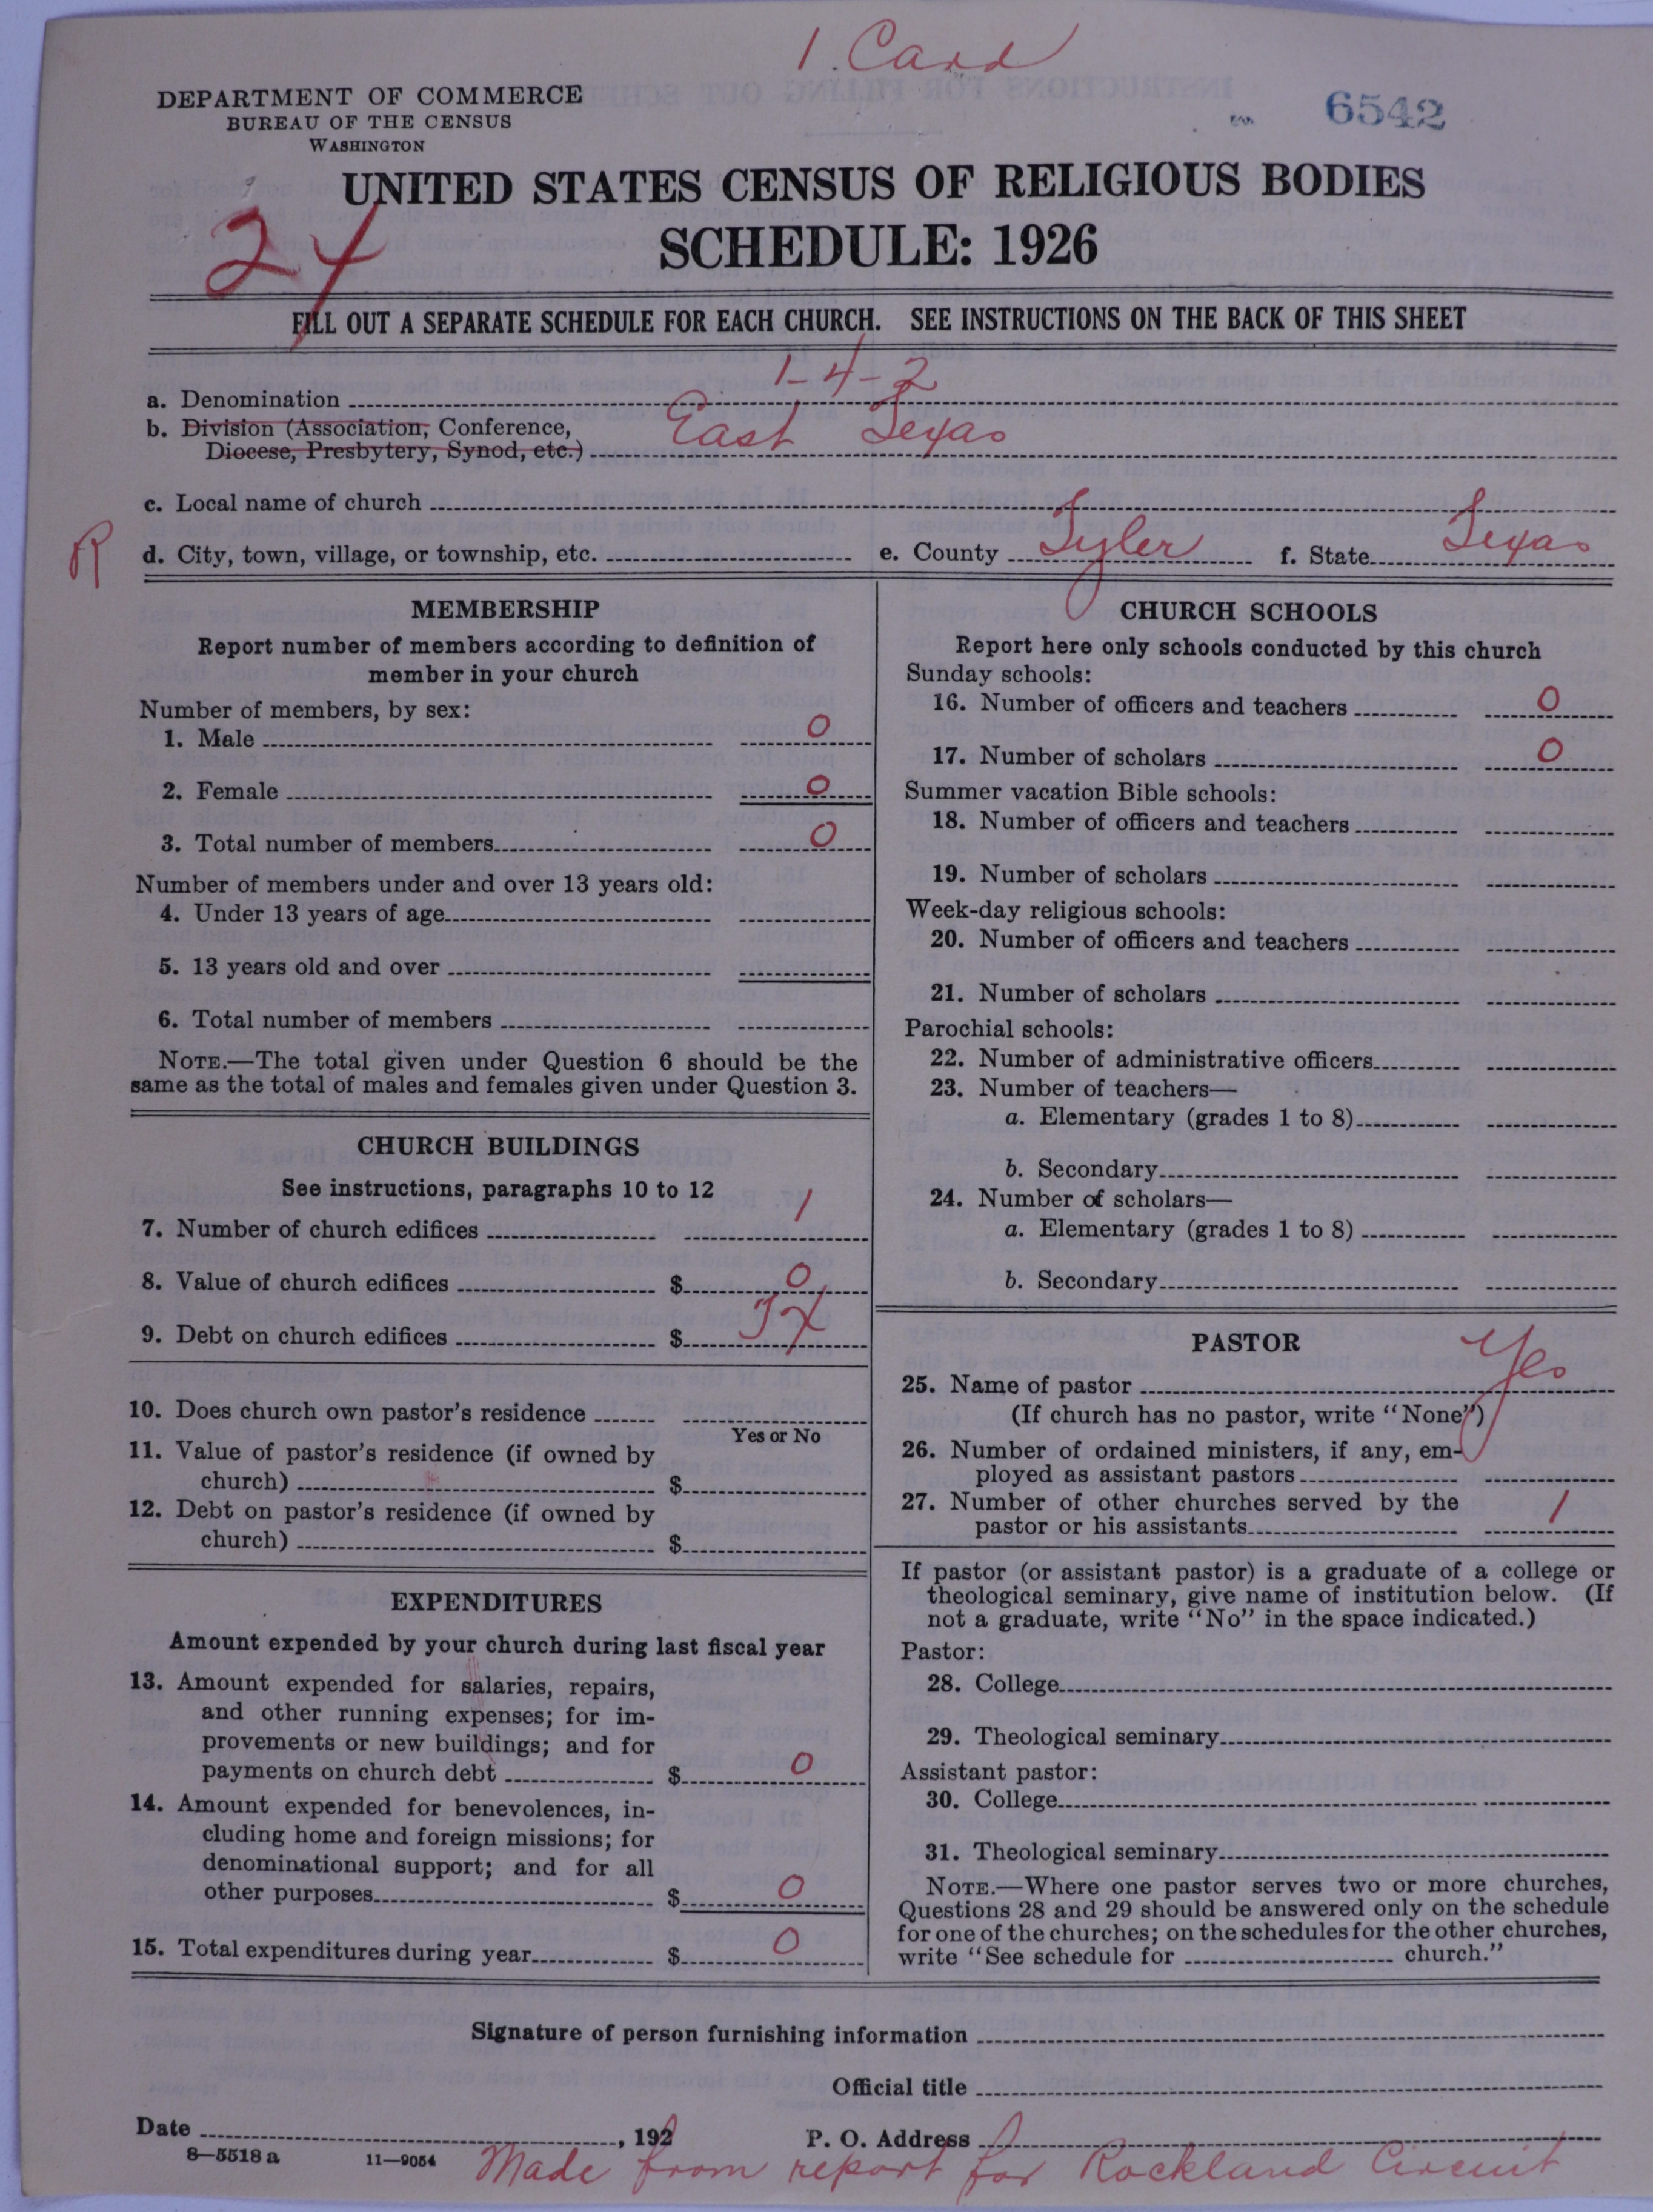 1 Card
DEPARTMENT OF COMMERCE
BUREAU OF THE CENSUS
WASHINGTON
6542
UNITED STATES CENSUS OF RELIGIOUS BODIES
24
SCHEDULE: 1926
FILL OUT A SEPARATE SCHEDULE FOR EACH CHURCH. SEE INSTRUCTIONS ON THE BACK OF THIS SHEET
a. Denomination 1-4-2
b. Division (Association, Conference,
Diocese, Presbytery, Synod, etc.) East Texas
c. Local name of church
R
d. City, town, village, or township, etc. e. County Tyler f. State Texas
MEMBERSHIP
Report number of members according to definition of
member in your church
Number of members, by sex:
1. Male 0
2. Female 0
3. Total number of members 0
Number of members under and over 13 years old:
4. Under 13 years of age
5. 13 years old and over
6. Total number of members
NOTE.—The total given under Question 6 should be the
same as the total of males and females given under Question 3.
CHURCH BUILDINGS
See instructions, paragraphs 10 to 12
7. Number of church edifices 1
8. Value of church edifices $ 0
9. Debt on church edifices $
10. Does church own pastor's residence
Yes or No
11. Value of pastor's residence (if owned by
church) $
12. Debt on pastor's residence (if owned by
church) $
EXPENDITURES
Amount expended by your church during last fiscal year
13. Amount expended for salaries, repairs,
and other running expenses; for im-
provements or new buildings; and for
payments on church debt $ 0
14. Amount expended for benevolences, in-
cluding home and foreign missions; for
denominational support; and for all
other purposes $ 0
15. Total expenditures during year $ 0
CHURCH SCHOOLS
Report here only schools conducted by this church
Sunday schools:
16. Number of officers and teachers 0
17. Number of scholars 0
Summer vacation Bible schools:
18. Number of officers and teachers
19. Number of scholars
Week-day religious schools:
20. Number of officers and teachers
21. Number of scholars
Parochial schools:
22. Number of administrative officers
23. Number of teachers—
a. Elementary (grades 1 to 8)
b. Secondary
24. Number of scholars—
a. Elementary (grades 1 to 8)
b. Secondary
PASTOR
25. Name of pastor Yes
(If church has no pastor, write "None")
26. Number of ordained ministers, if any, em-
ployed as assistant pastors
27. Number of other churches served by the
pastor or his assistants 1
If pastor (or assistant pastor) is a graduate of a college or
theological seminary, give name of institution below. (If
not a graduate, write "No" in the space indicated.)
Pastor:
28. College
29. Theological seminary
Assistant pastor:
30. College
31. Theological seminary
NOTE.—Where one pastor serves two or more churches,
Questions 28 and 29 should be answered only on the schedule
for one of the churches; on the schedules for the other churches,
write "See schedule for church."
Signature of person furnishing information
Official title
Date , 192 P. O. Address
8—5518 a 11—9054 Made from report for Rockland Circuit